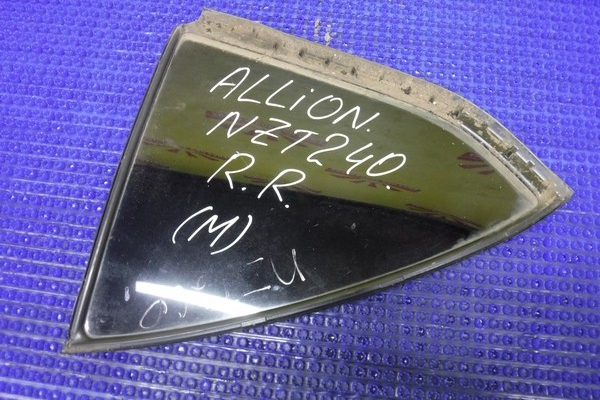 ALLiON.
NZT240.
R.R.
(M)